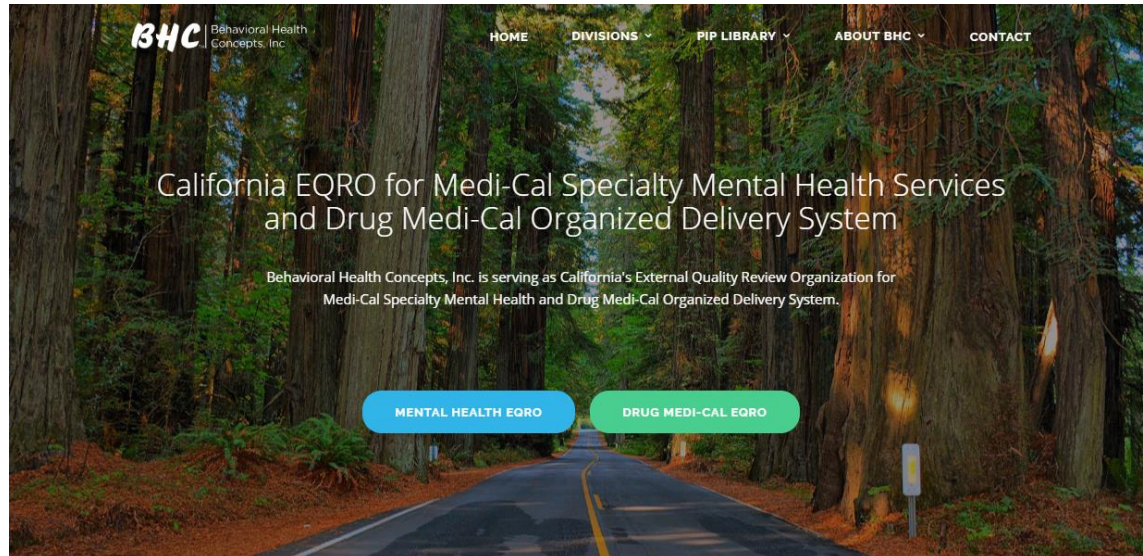 BHC Behavioral Health
Concepts, Inc
HOME DIVISIONS PIP LIBRARY ABOUT BHC CONTACT
California EQRO for Medi-Cal Specialty Mental Health Services
and Drug Medi-Cal Organized Delivery System
Behavioral Health Concepts, Inc. is serving as California's External Quality Review Organization for
Medi-Cal Specialty Mental Health and Drug Medi-Cal Organized Delivery System.
MENTAL HEALTH EQRO DRUG MEDI-CAL EQRO